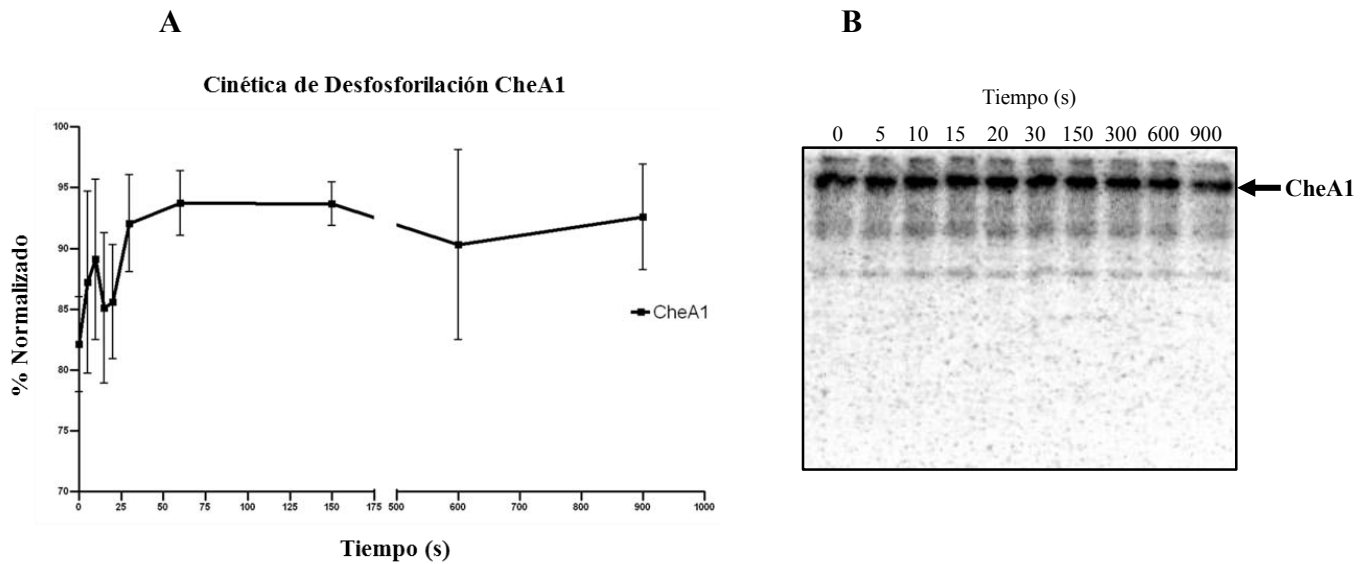 A
Cinética de Desfosforilación CheA1
% Normalizado
100
95
90
85
80
75
70
0 25 50 75 100 125 150 175 500 600 700 800 900 1000
CheA1
Tiempo (s)
B
Tiempo (s)
0 5 10 15 20 30 150 300 600 900
CheA1